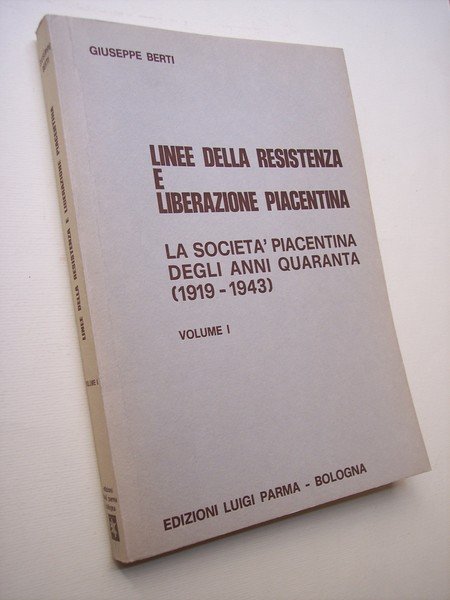 GIUSEPPE BERTI
LINEE DELLA RESISTENZA
E
LIBERAZIONE PIACENTINA
LA SOCIETA' PIACENTINA
DEGLI ANNI QUARANTA
(1919-1943)
VOLUME I
EDIZIONI LUIGI PARMA - BOLOGNA
LINEE DELLA RESISTENZA E LIBERAZIONE PIACENTINA
VOLUME I